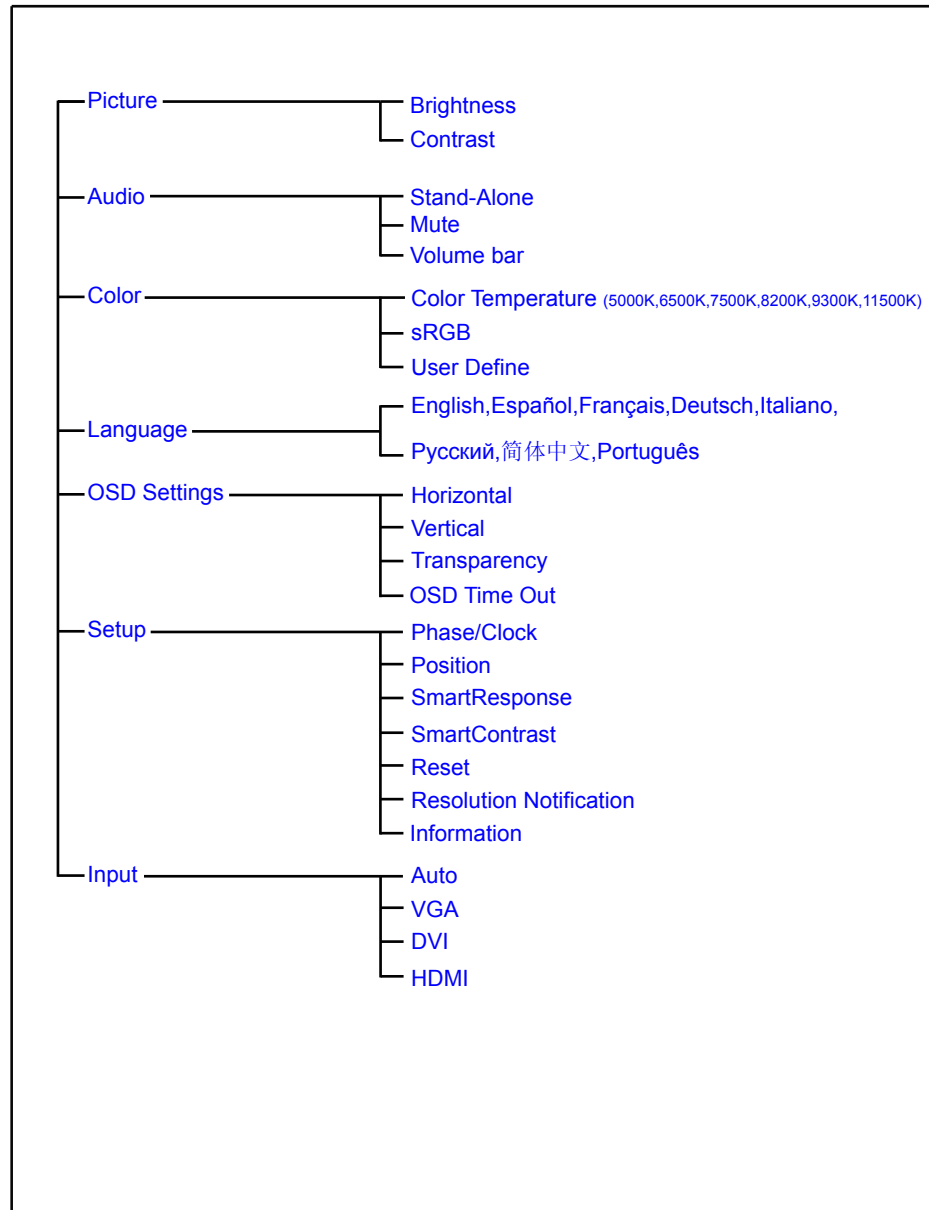 Picture
Brightness
Contrast
Audio
Stand-Alone
Mute
Volume bar
Color
Color Temperature (5000K,6500K,7500K,8200K,9300K,11500K)
sRGB
User Define
Language
English,Español,Français,Deutsch,Italiano,
Русский,简体中文,Português
OSD Settings
Horizontal
Vertical
Transparency
OSD Time Out
Setup
Phase/Clock
Position
SmartResponse
SmartContrast
Reset
Resolution Notification
Information
Input
Auto
VGA
DVI
HDMI